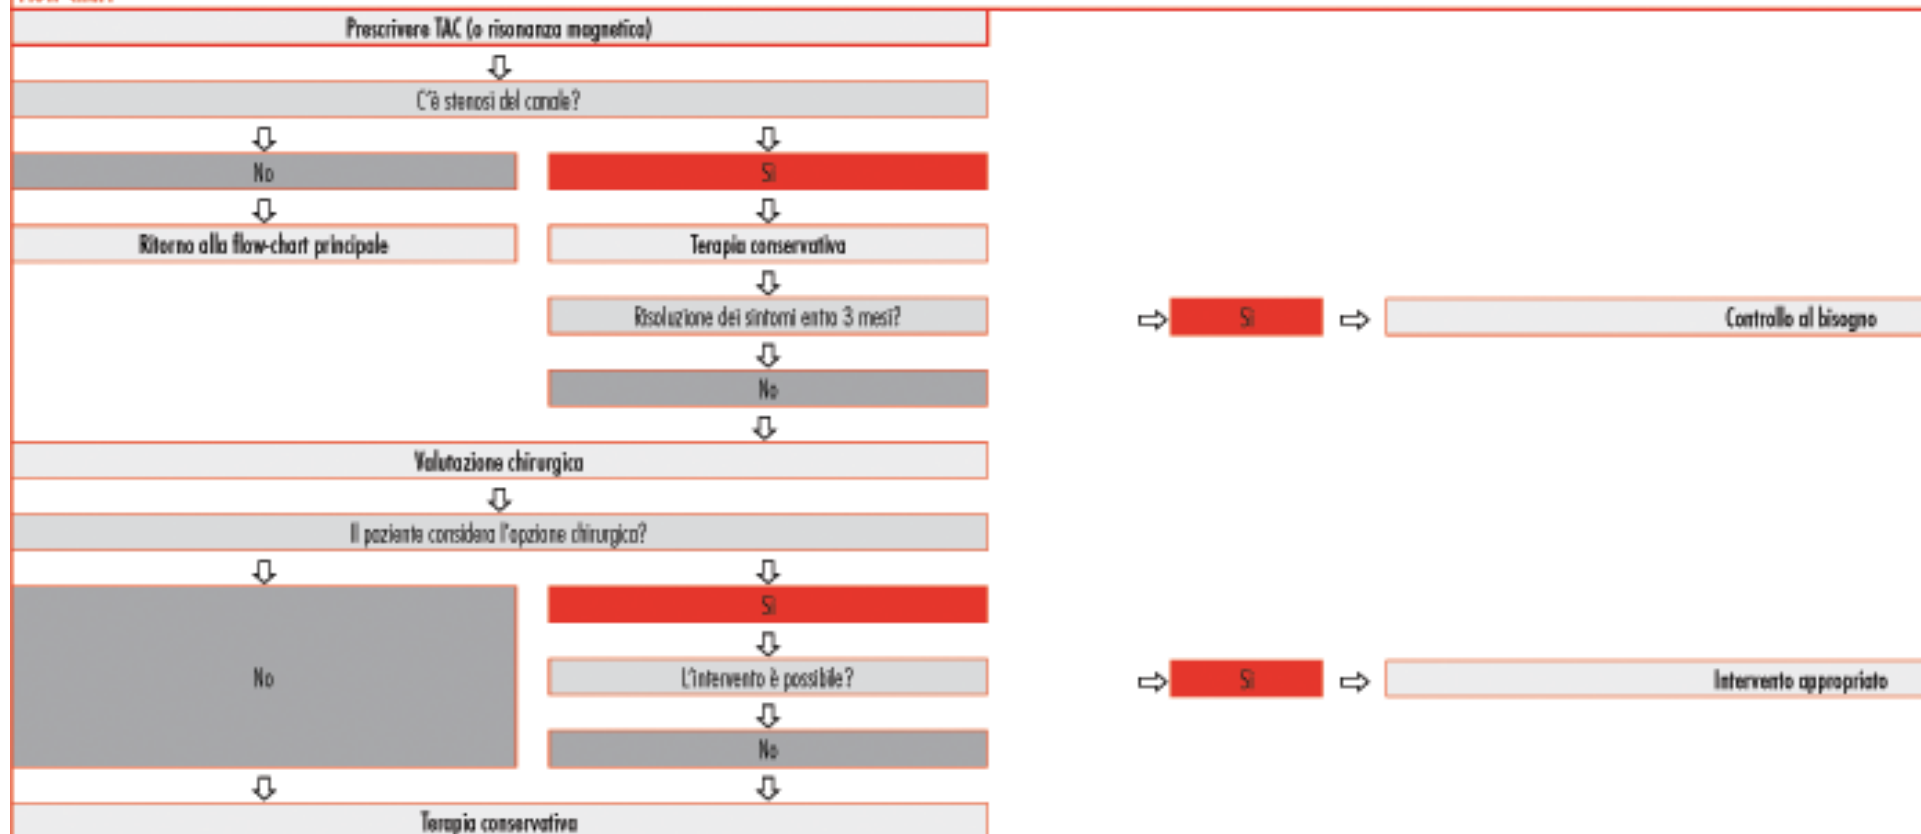 Prescrivere TAC (o risonanza magnetica)
C'è stenosi del canale?
No
Sì
Ritorno alla flow-chart principale
Terapia conservativa
Risoluzione dei sintomi entro 3 mesi?
Sì
Controllo al bisogno
No
Valutazione chirurgica
Il paziente considera l'opzione chirurgica?
Sì
No
L'intervento è possibile?
Sì
Intervento appropriato
No
Terapia conservativa